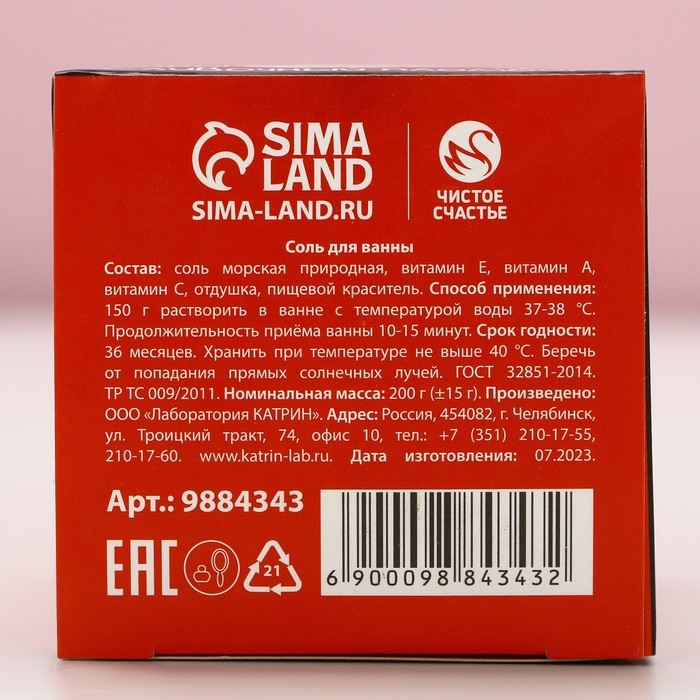 SIMA
LAND
SIMA-LAND.RU
ЧИСТОЕ
СЧАСТЬЕ
Соль для ванны
Состав: соль морская природная, витамин Е, витамин А,
витамин С, отдушка, пищевой краситель. Способ применения:
150 г растворить в ванне с температурой воды 37-38 °С.
Продолжительность приёма ванны 10-15 минут. Срок годности:
36 месяцев. Хранить при температуре не выше 40 °С. Беречь
от попадания прямых солнечных лучей. ГОСТ 32851-2014.
ТР ТС 009/2011. Номинальная масса: 200 г (±15 г). Произведено:
ООО «Лаборатория КАТРИН». Адрес: Россия, 454082, г. Челябинск,
ул. Троицкий тракт, 74, офис 10, тел.: +7 (351) 210-17-55,
210-17-60. www.katrin-lab.ru. Дата изготовления: 07.2023.
Арт.: 9884343
EAC
21
6 900098 843432